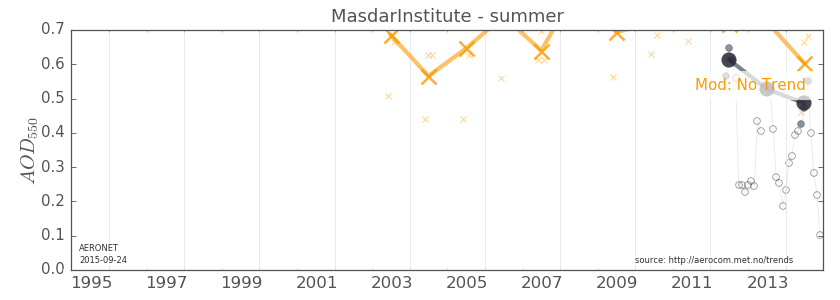 MasdarInstitute - summer
0.7
0.6
0.5
0.4
0.3
0.2
0.1
0.0
AOD550
Mod: No Trend
AERONET
2015-09-24
source: http://aerocom.met.no/trends
1995 1997 1999 2001 2003 2005 2007 2009 2011 2013